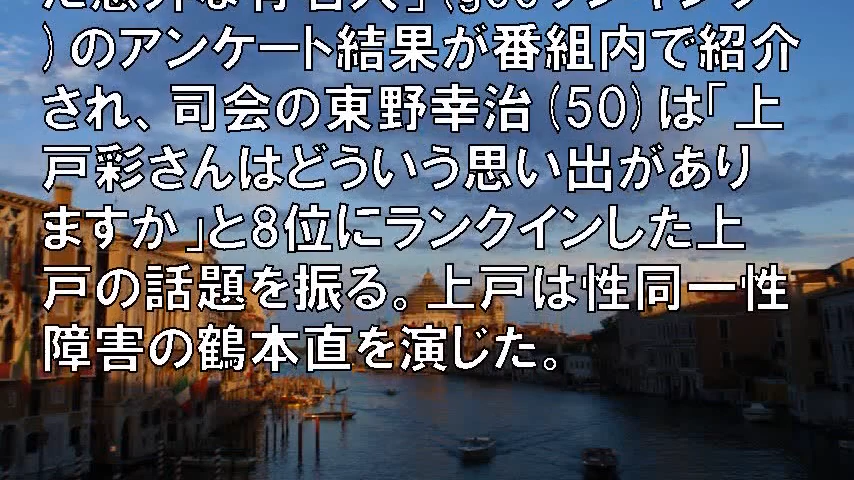 )のアンケート結果が番組内で紹介
され、司会の東野幸治(50)は「上
戸彩さんはどういう思い出があり
ますか」と8位にランクインした上
戸の話題を振る。上戸は性同一性
障害の鶴本直を演じた。